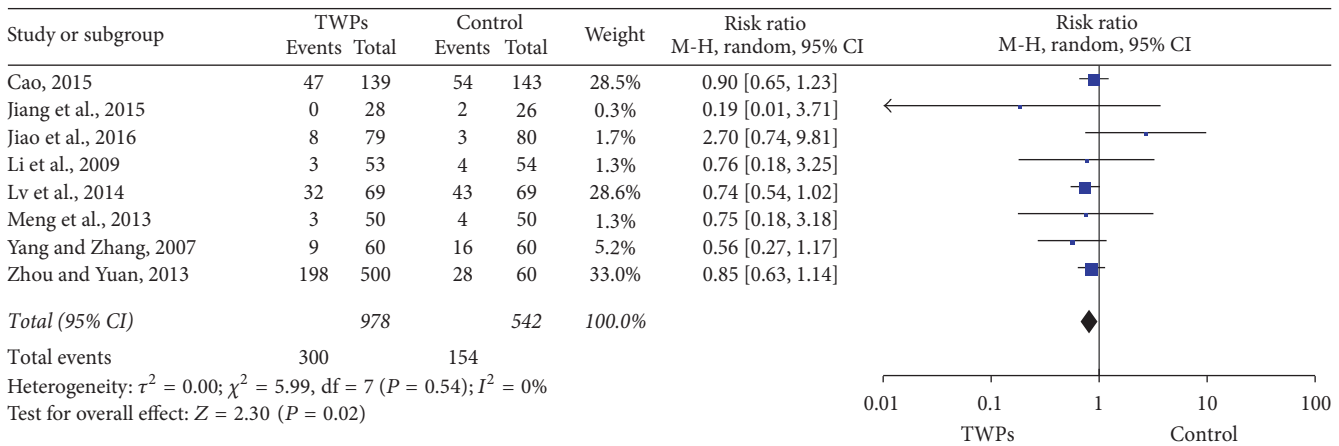 Study or subgroup TWPs Control Weight Risk ratio Risk ratio
Events Total Events Total M-H, random, 95% CI M-H, random, 95% CI
Cao, 2015 47 139 54 143 28.5% 0.90 [0.65, 1.23]
Jiang et al., 2015 0 28 2 26 0.3% 0.19 [0.01, 3.71]
Jiao et al., 2016 8 79 3 80 1.7% 2.70 [0.74, 9.81]
Li et al., 2009 3 53 4 54 1.3% 0.76 [0.18, 3.25]
Lv et al., 2014 32 69 43 69 28.6% 0.74 [0.54, 1.02]
Meng et al., 2013 3 50 4 50 1.3% 0.75 [0.18, 3.18]
Yang and Zhang, 2007 9 60 16 60 5.2% 0.56 [0.27, 1.17]
Zhou and Yuan, 2013 198 500 28 60 33.0% 0.85 [0.63, 1.14]
Total (95% CI) 978 542 100.0%
Total events 300 154
Heterogeneity: τ² = 0.00; χ² = 5.99, df = 7 (P = 0.54); I² = 0%
Test for overall effect: Z = 2.30 (P = 0.02)
0.01 0.1 1 10 100
TWPs Control